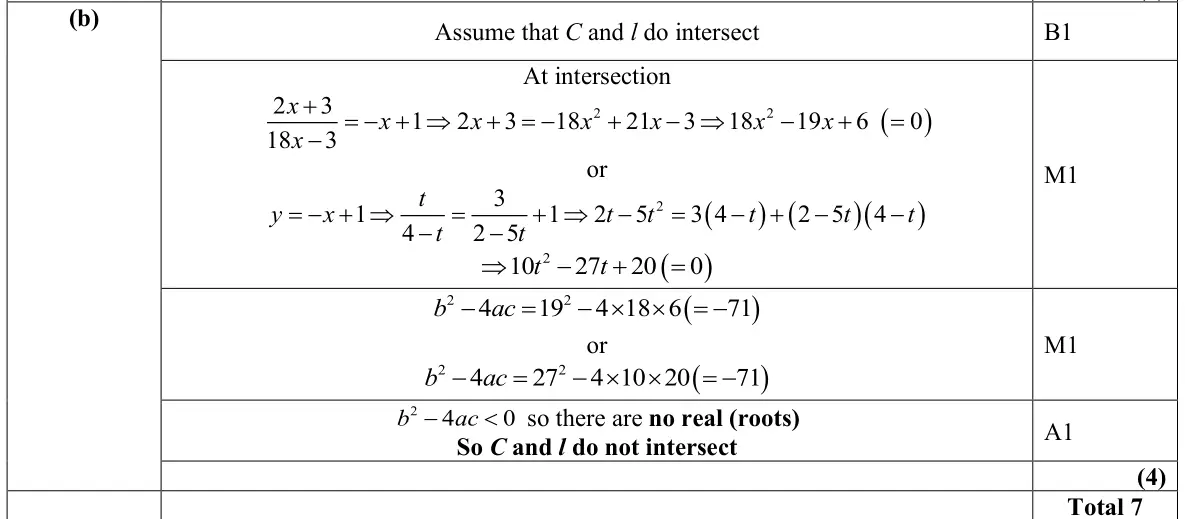 (b)
Assume that C and l do intersect
B1
At intersection
(2x + 3)/(18x − 3) = −x + 1 ⇒ 2x + 3 = −18x² + 21x − 3 ⇒ 18x² − 19x + 6 (= 0)
or
y = −x + 1 ⇒ t/(4 − t) = 3/(2 − 5t) + 1 ⇒ 2t − 5t² = 3(4 − t) + (2 − 5t)(4 − t)
⇒ 10t² − 27t + 20 (= 0)
M1
b² − 4ac = 19² − 4 × 18 × 6 (= −71)
or
b² − 4ac = 27² − 4 × 10 × 20 (= −71)
M1
b² − 4ac < 0 so there are no real (roots)
So C and l do not intersect
A1
(4)
Total 7